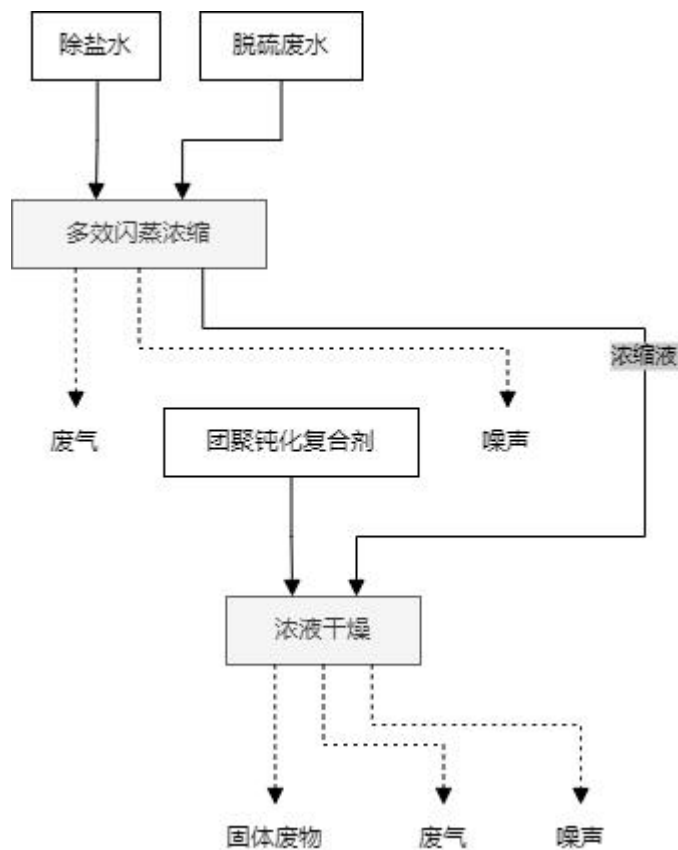 除盐水
脱硫废水
多效闪蒸浓缩
浓缩液
废气
团聚钝化复合剂
噪声
浓液干燥
固体废物
废气
噪声